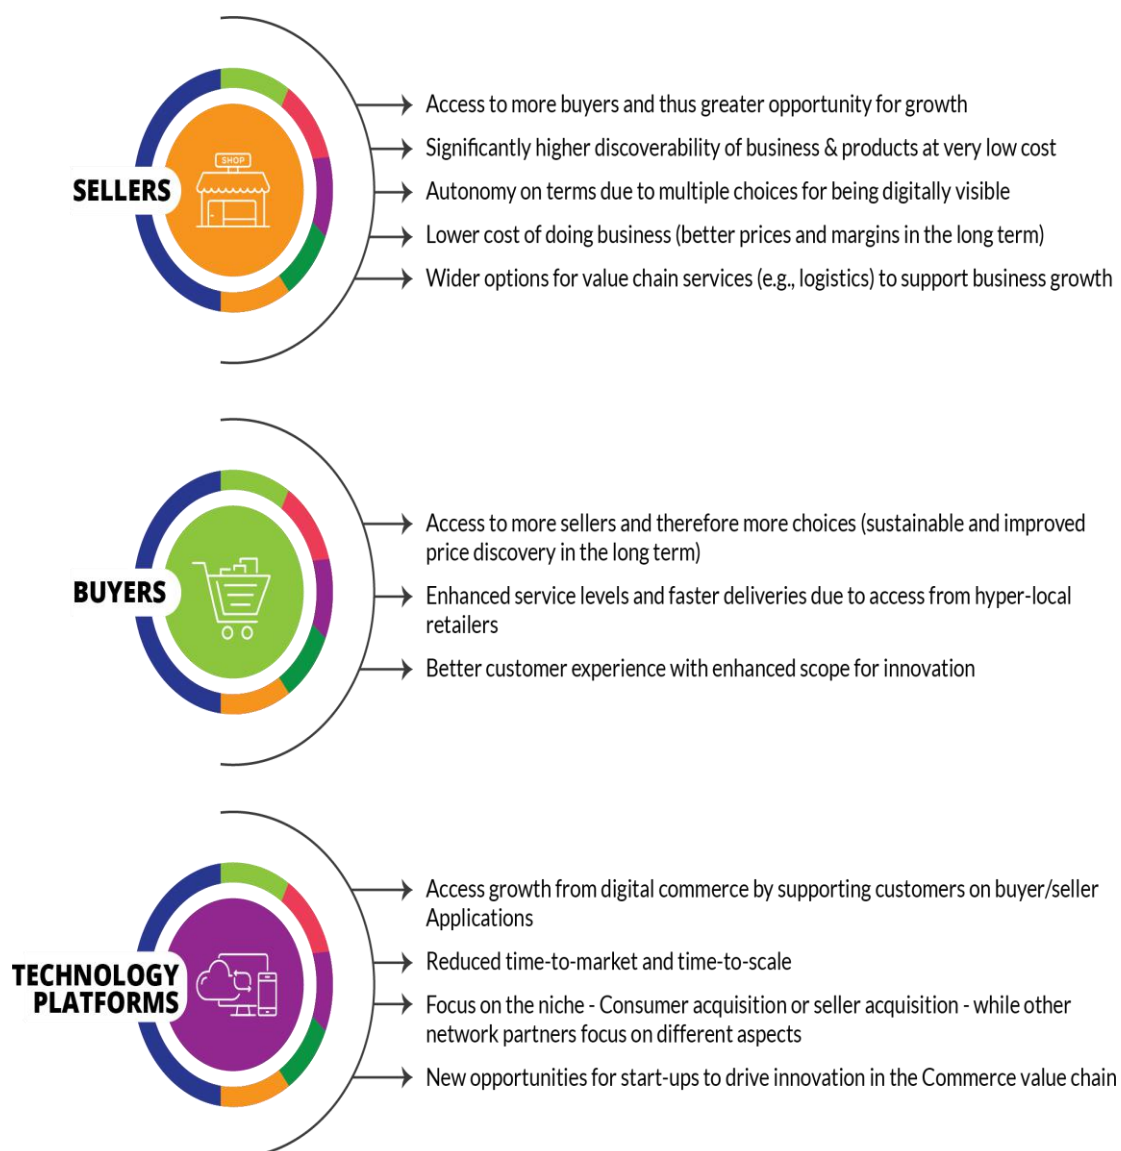 SHOP
SELLERS
Access to more buyers and thus greater opportunity for growth
Significantly higher discoverability of business & products at very low cost
Autonomy on terms due to multiple choices for being digitally visible
Lower cost of doing business (better prices and margins in the long term)
Wider options for value chain services (e.g., logistics) to support business growth
BUYERS
Access to more sellers and therefore more choices (sustainable and improved
price discovery in the long term)
Enhanced service levels and faster deliveries due to access from hyper-local
retailers
Better customer experience with enhanced scope for innovation
TECHNOLOGY
PLATFORMS
Access growth from digital commerce by supporting customers on buyer/seller
Applications
Reduced time-to-market and time-to-scale
Focus on the niche - Consumer acquisition or seller acquisition - while other
network partners focus on different aspects
New opportunities for start-ups to drive innovation in the Commerce value chain